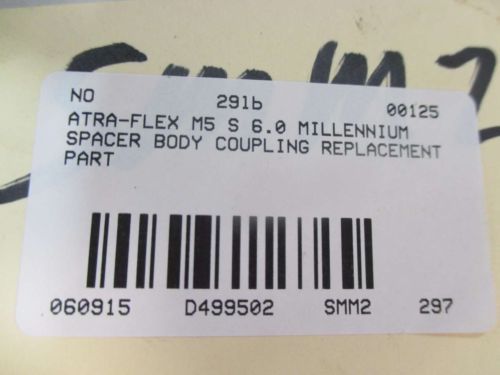 NO 291b 00125
ATRA-FLEX M5 S 6.0 MILLENNIUM
SPACER BODY COUPLING REPLACEMENT
PART
060915 D499502 SMM2 297